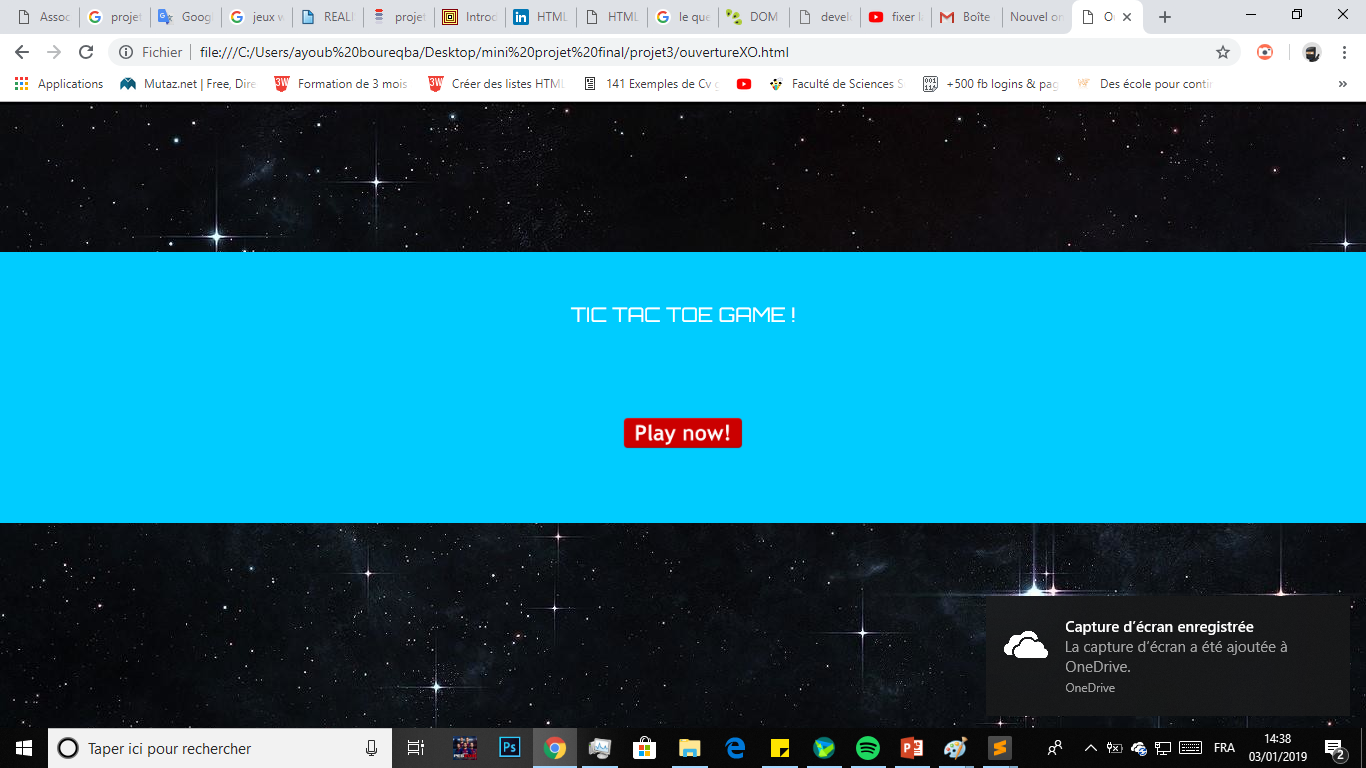 Assoc projet Goog jeux w REALI projet Introd HTML HTML le que DOM devel fixer l Boîte Nouvel on O
Fichier file:///C:/Users/ayoub%20boureqba/Desktop/mini%20projet%20final/projet3/ouvertureXO.html
Applications Mutaz.net | Free, Dire Formation de 3 mois Créer des listes HTML 141 Exemples de Cv g Faculté de Sciences S +500 fb logins & pag Des école pour contin »
TIC TAC TOE GAME !
Play now!
Capture d'écran enregistrée
La capture d'écran a été ajoutée à
OneDrive.
OneDrive
Taper ici pour rechercher
FRA
14:38
03/01/2019
2